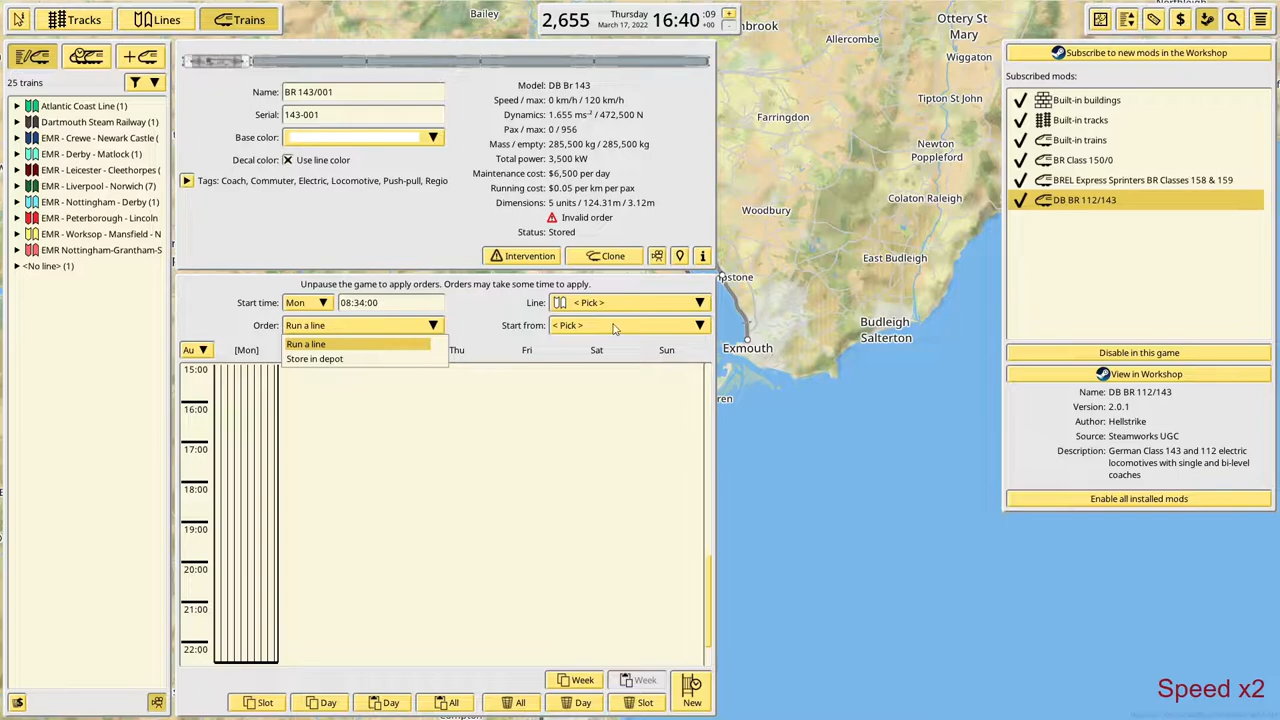 Tracks
Lines
Trains
Bailey
2,655
Thursday
March 17, 2022
16:40
:09
+00
+
-
nbrook
Allercombe
Ottery St
Mary
Wiggaton
Tipton St John
Farringdon
Newton
Poppleford
Colaton Raleigh
Woodbury
East Budleigh
pstone
Budleigh
Salterton
Exmouth
ren
25 trains
Atlantic Coast Line (1)
Dartmouth Steam Railway (1)
EMR - Crewe - Newark Castle (
EMR - Derby - Matlock (1)
EMR - Leicester - Cleethorpes (
EMR - Liverpool - Norwich (7)
EMR - Nottingham - Derby (1)
EMR - Peterborough - Lincoln
EMR - Worksop - Mansfield - N
EMR Nottingham-Grantham-S
<No line> (1)
Name: BR 143/001
Serial: 143-001
Base color:
Decal color: Use line color
Tags: Coach, Commuter, Electric, Locomotive, Push-pull, Regio
Model: DB Br 143
Speed / max: 0 km/h / 120 km/h
Dynamics: 1.655 ms⁻² / 472,500 N
Pax / max: 0 / 956
Mass / empty: 285,500 kg / 285,500 kg
Total power: 3,500 kW
Maintenance cost: $6,500 per day
Running cost: $0.05 per km per pax
Dimensions: 5 units / 124.31m / 3.12m
Invalid order
Status: Stored
Intervention
Clone
Unpause the game to apply orders. Orders may take some time to apply.
Start time: Mon 08:34:00
Line: < Pick >
Order: Run a line
Start from: < Pick >
Run a line
Store in depot
Au
[Mon]
Thu
Fri
Sat
Sun
15:00
16:00
17:00
18:00
19:00
20:00
21:00
22:00
Week
Week
Slot
Day
Day
All
All
Day
Slot
New
Subscribe to new mods in the Workshop
Subscribed mods:
Built-in buildings
Built-in tracks
Built-in trains
BR Class 150/0
BREL Express Sprinters BR Classes 158 & 159
DB BR 112/143
Disable in this game
View in Workshop
Name: DB BR 112/143
Version: 2.0.1
Author: Hellstrike
Source: Steamworks UGC
Description: German Class 143 and 112 electric
locomotives with single and bi-level
coaches
Enable all installed mods
Speed x2